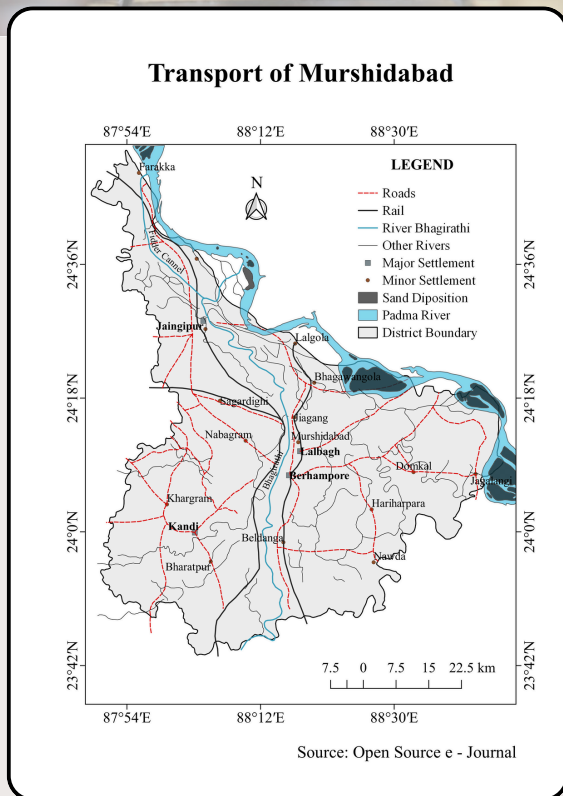 Transport of Murshidabad
87°54′E 88°12′E 88°30′E
N
LEGEND
Roads
Rail
River Bhagirathi
Other Rivers
Major Settlement
Minor Settlement
Sand Diposition
Padma River
District Boundary
24°36′N 24°36′N
24°18′N 24°18′N
24°0′N 24°0′N
23°42′N 23°42′N
Farakka
Fidder Cannel
Jaingipur
Lalgola
Bhagawangola
Sagardighi
Jiagang
Nabagram
Murshidabad
Lalbagh
Bhagirathi
Berhampore
Domkal
Jagalangi
Khargram
Hariharpara
Kandi
Beldanga
Bharatpur
Nawda
7.5 0 7.5 15 22.5 km
87°54′E 88°12′E 88°30′E
Source: Open Source e - Journal